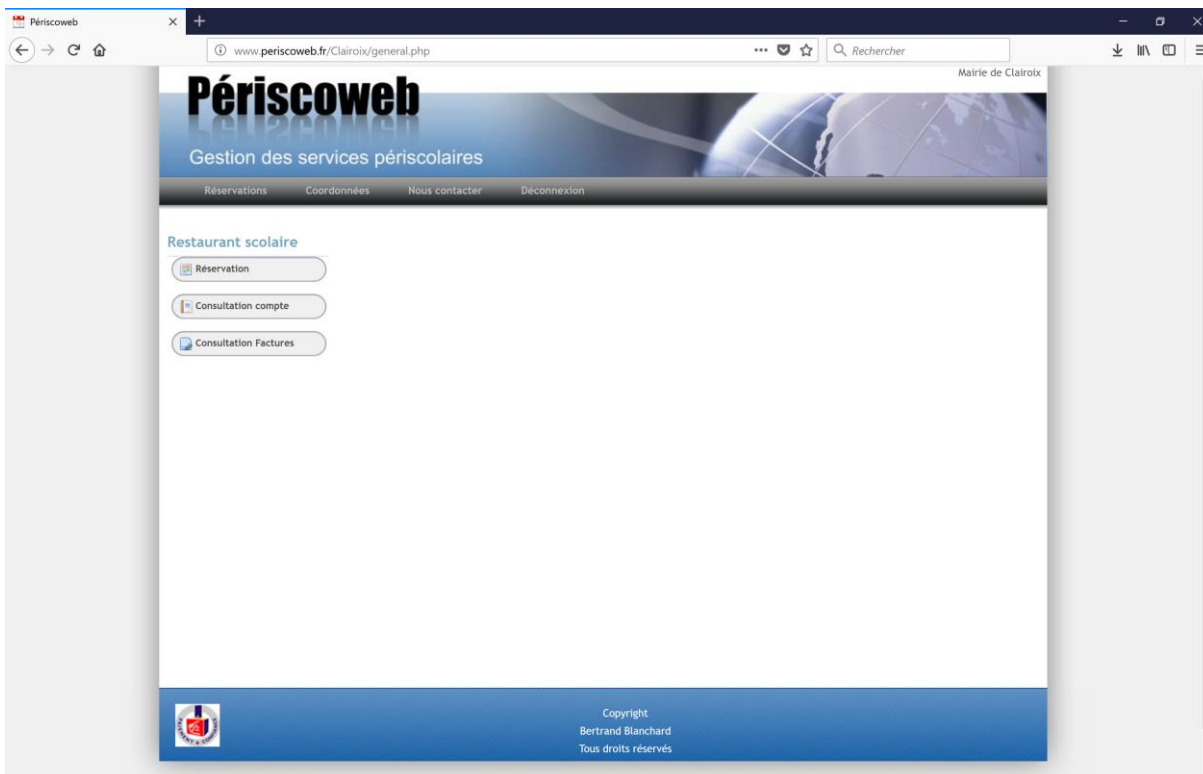 Périscoweb
www.periscoweb.fr/Clairoix/general.php
Rechercher
Mairie de Clairoix
Périscoweb
Gestion des services périscolaires
Réservations Coordonnées Nous contacter Déconnexion
Restaurant scolaire
Réservation
Consultation compte
Consultation Factures
Copyright
Bertrand Blanchard
Tous droits réservés